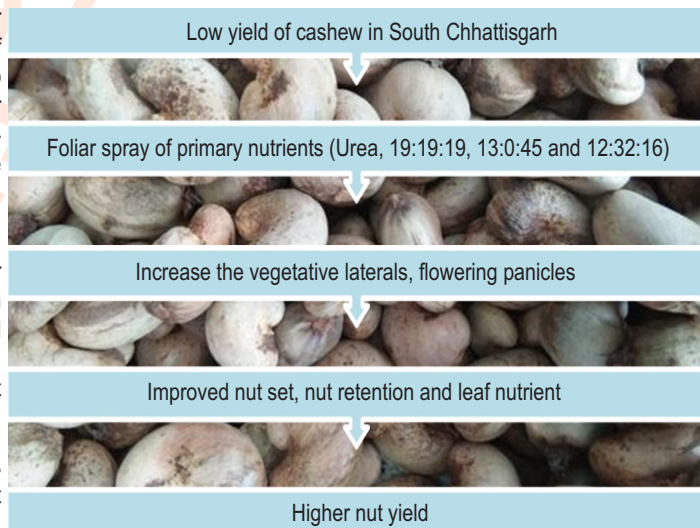 Low yield of cashew in South Chhattisgarh
Foliar spray of primary nutrients (Urea, 19:19:19, 13:0:45 and 12:32:16)
Increase the vegetative laterals, flowering panicles
Improved nut set, nut retention and leaf nutrient
Higher nut yield